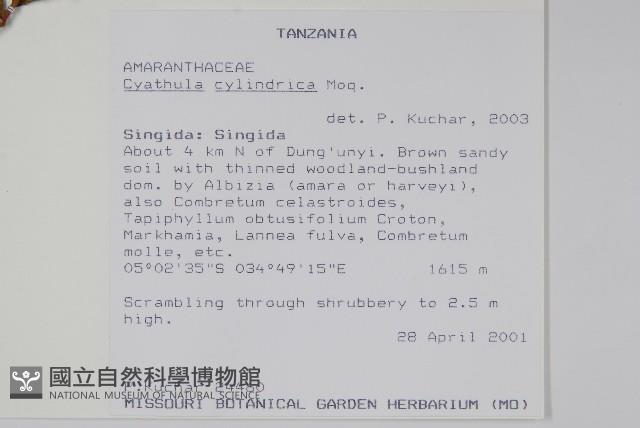 TANZANIA
AMARANTHACEAE
Cyathula cylindrica Moq.
det. P. Kuchar, 2003
Singida: Singida
About 4 km N of Dung'unyi. Brown sandy
soil with thinned woodland-bushland
dom. by Albizia (amara or harveyi),
also Combretum celastroides,
Tapiphyllum obtusifolium Croton,
Markhamia, Lannea fulva, Combretum
molle, etc.
05°02'35"S 034°49'15"E 1615 m
Scrambling through shrubbery to 2.5 m
high.
28 April 2001
Kuchar 24480
國立自然科學博物館
NATIONAL MUSEUM OF NATURAL SCIENCE
MISSOURI BOTANICAL GARDEN HERBARIUM (MO)